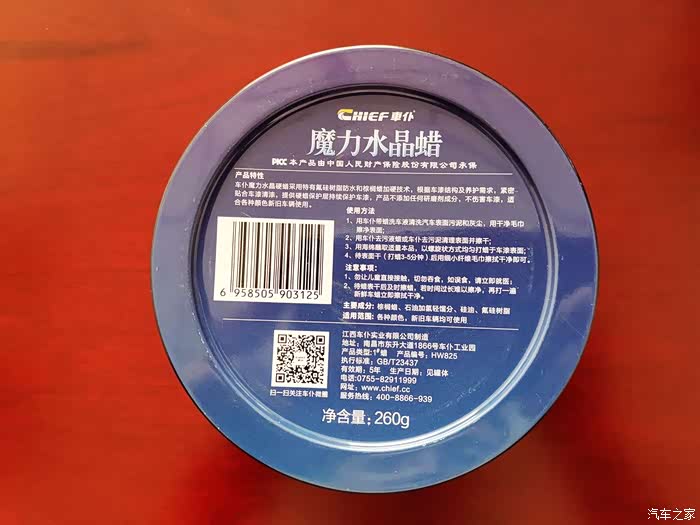 CHIEF 車仆
魔力水晶蜡
PICC 本产品由中国人民财产保险股份有限公司承保
产品特性
车仆魔力水晶硬蜡采用特有氟硅树脂防水和棕榈蜡加硬技术，根据车漆结构及养护需求，紧密
贴合车漆清漆，提供硬蜡保护层持续保护车漆，产品不添加任何研磨剂成分，不伤害车漆，适
合各种颜色新旧车辆使用。
使用方法
1、用车仆带蜡洗车液清洗汽车表面污泥和灰尘，用干净毛巾
擦净表面；
2、用车仆去污液蜡或车仆去污泥清理表面并擦干；
3、用海绵蕞取适量本品，以螺旋状方式均匀打蜡于车漆表面；
4、待表面干（打蜡3-5分钟）后用细小纤维毛巾擦拭干净即可。
注意事项：
1、勿让儿童直接接触，切勿吞食，如误食，请立即就医；
2、待蜡表干后及时擦蜡，若时间过长难以擦净，再打一遍
新鲜车蜡立即擦拭干净。
主要成分：棕榈蜡、石油加氢轻馏分、硅油、氟硅树脂
适用范围：各种颜色，新旧车辆均可使用
6 958505 903125
江西车仆实业有限公司制造
地址：南昌市东升大道1866号车仆工业园
产品类型:1#蜡 产品编号：HW825
执行标准：GB/T23437
有效期：5年 生产日期：见罐体
电话:0755-82911999
网址：www.chief.cc
服务热线：400-8866-939
扫一扫关注车仆微星
净含量：260g
汽车之家